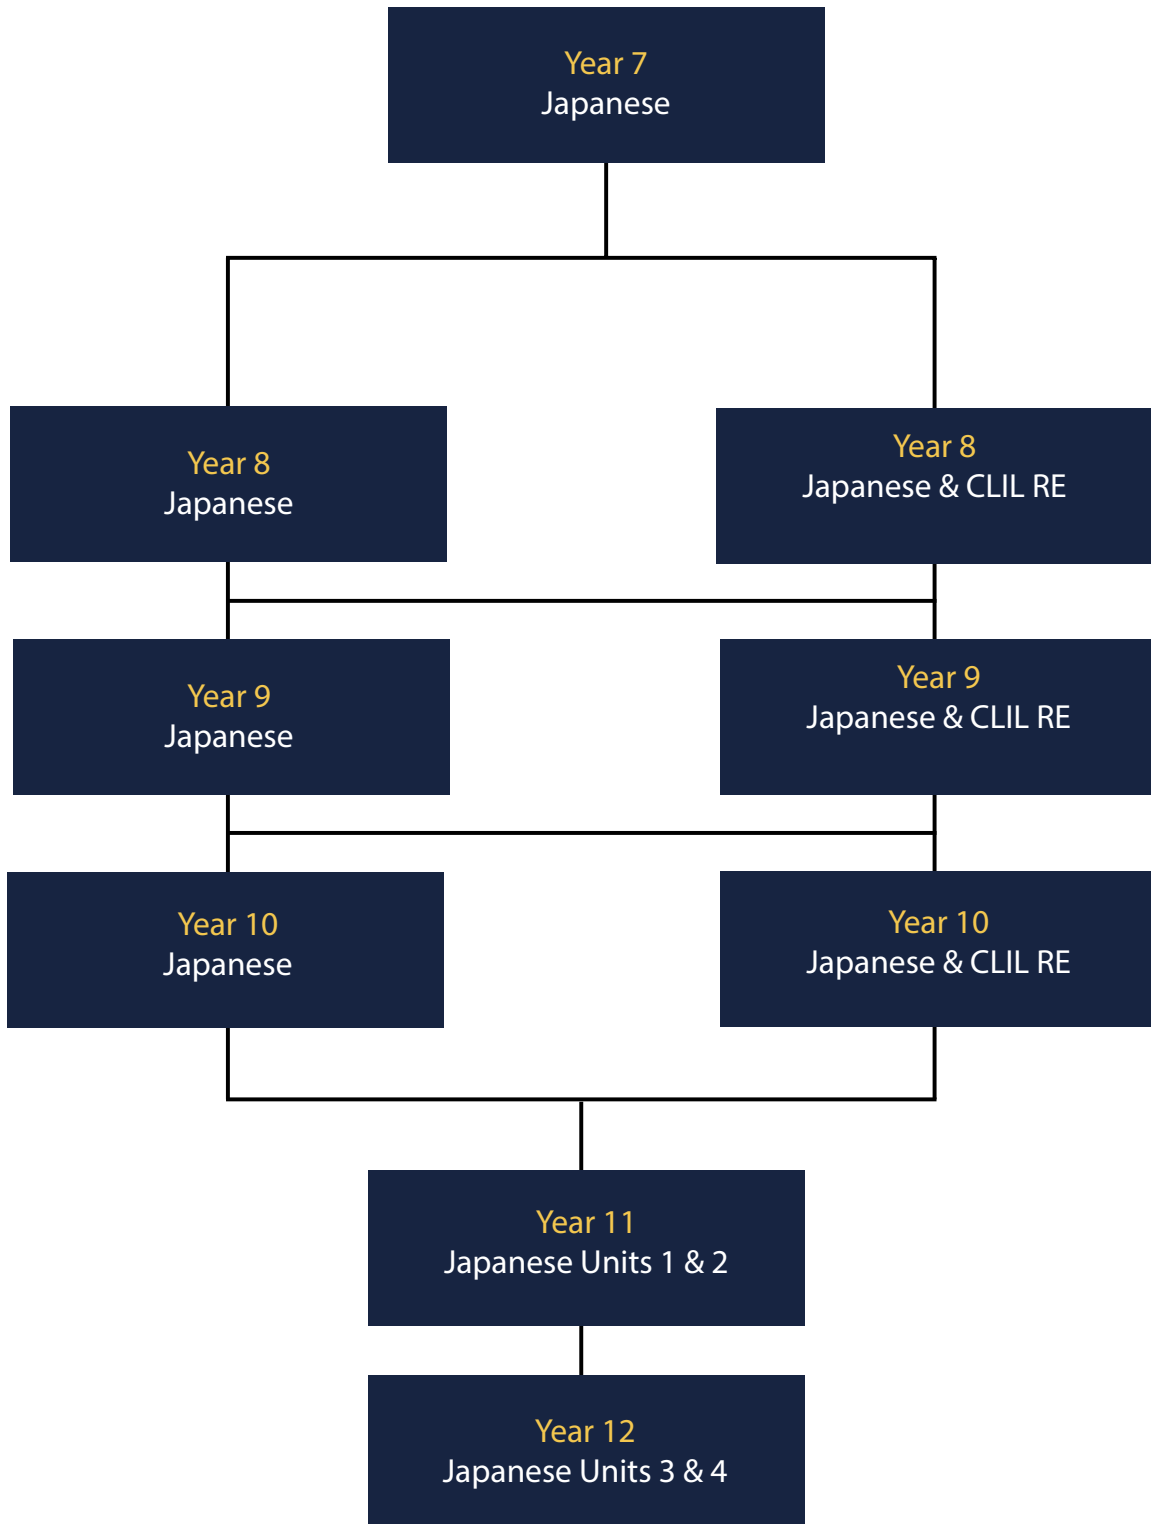 Year 7
Japanese
Year 8
Japanese
Year 8
Japanese & CLIL RE
Year 9
Japanese
Year 9
Japanese & CLIL RE
Year 10
Japanese
Year 10
Japanese & CLIL RE
Year 11
Japanese Units 1 & 2
Year 12
Japanese Units 3 & 4